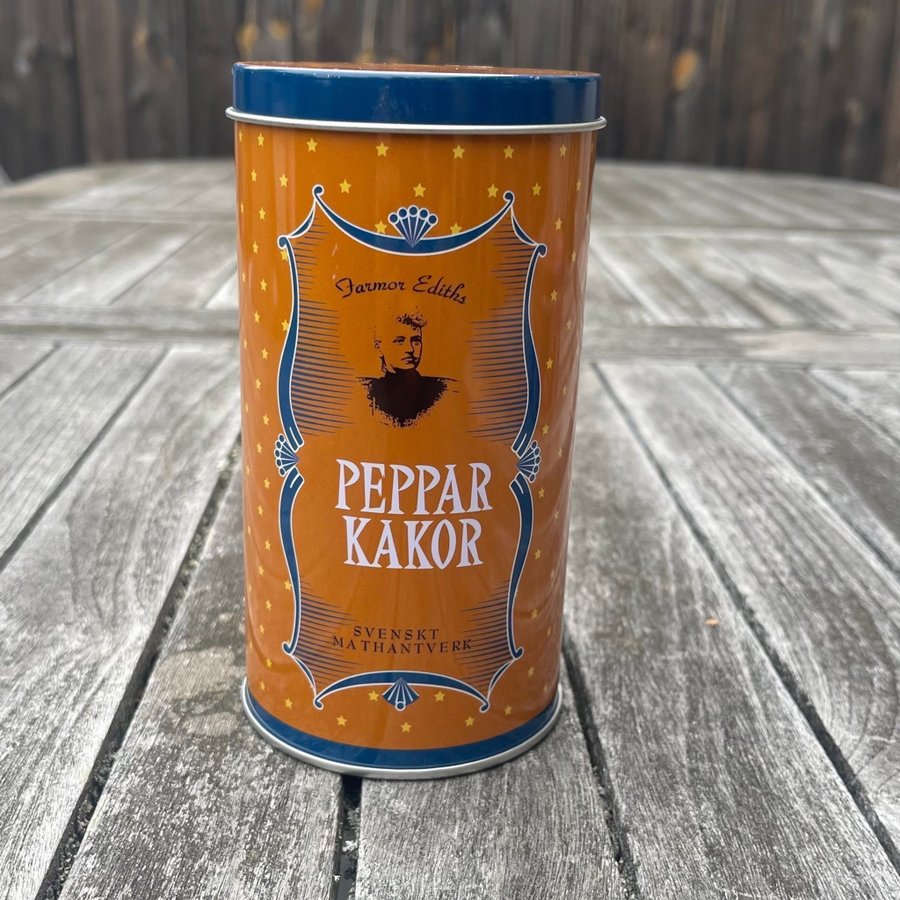 Farmor Ediths
PEPPAR
KAKOR
SVENSKT
MATHANTVERK